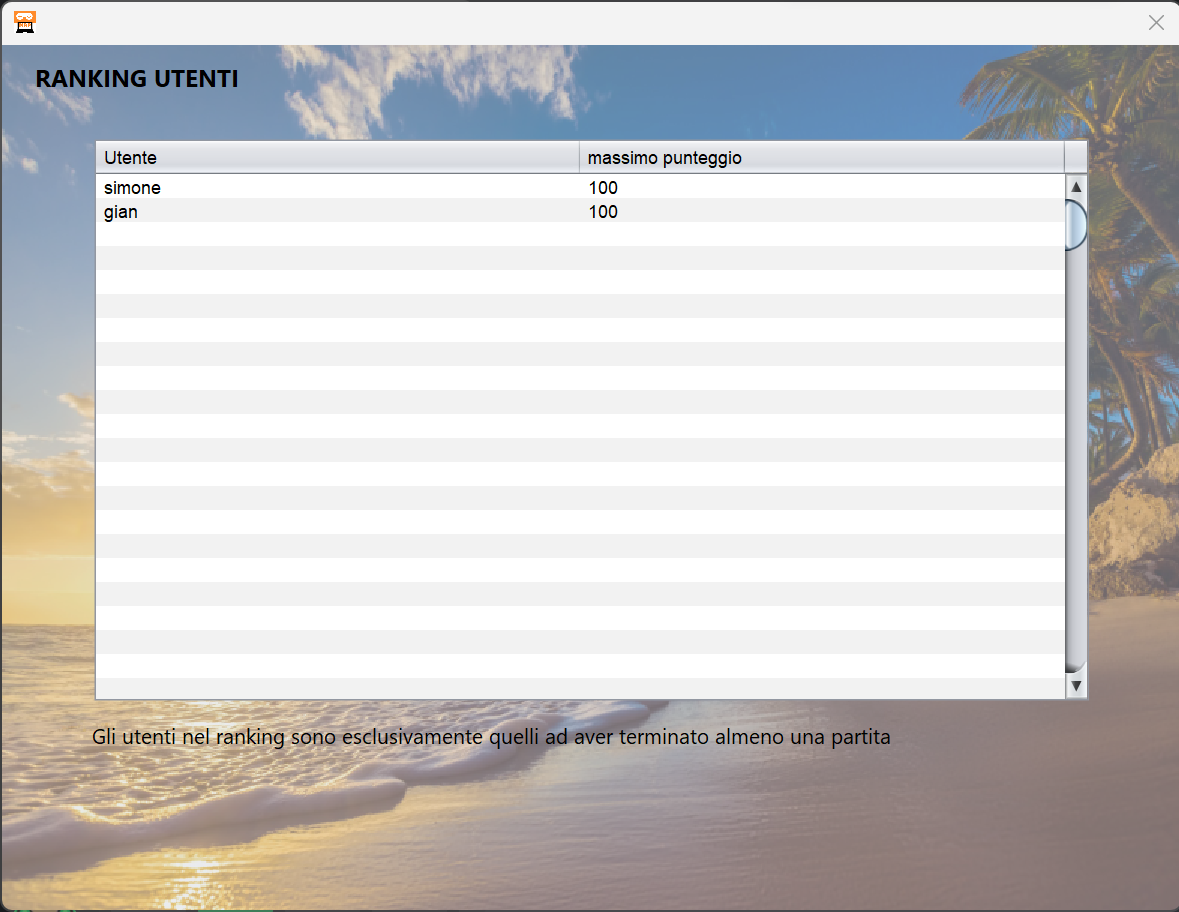 RANKING UTENTI
Utente massimo punteggio
simone 100
gian 100
Gli utenti nel ranking sono esclusivamente quelli ad aver terminato almeno una partita